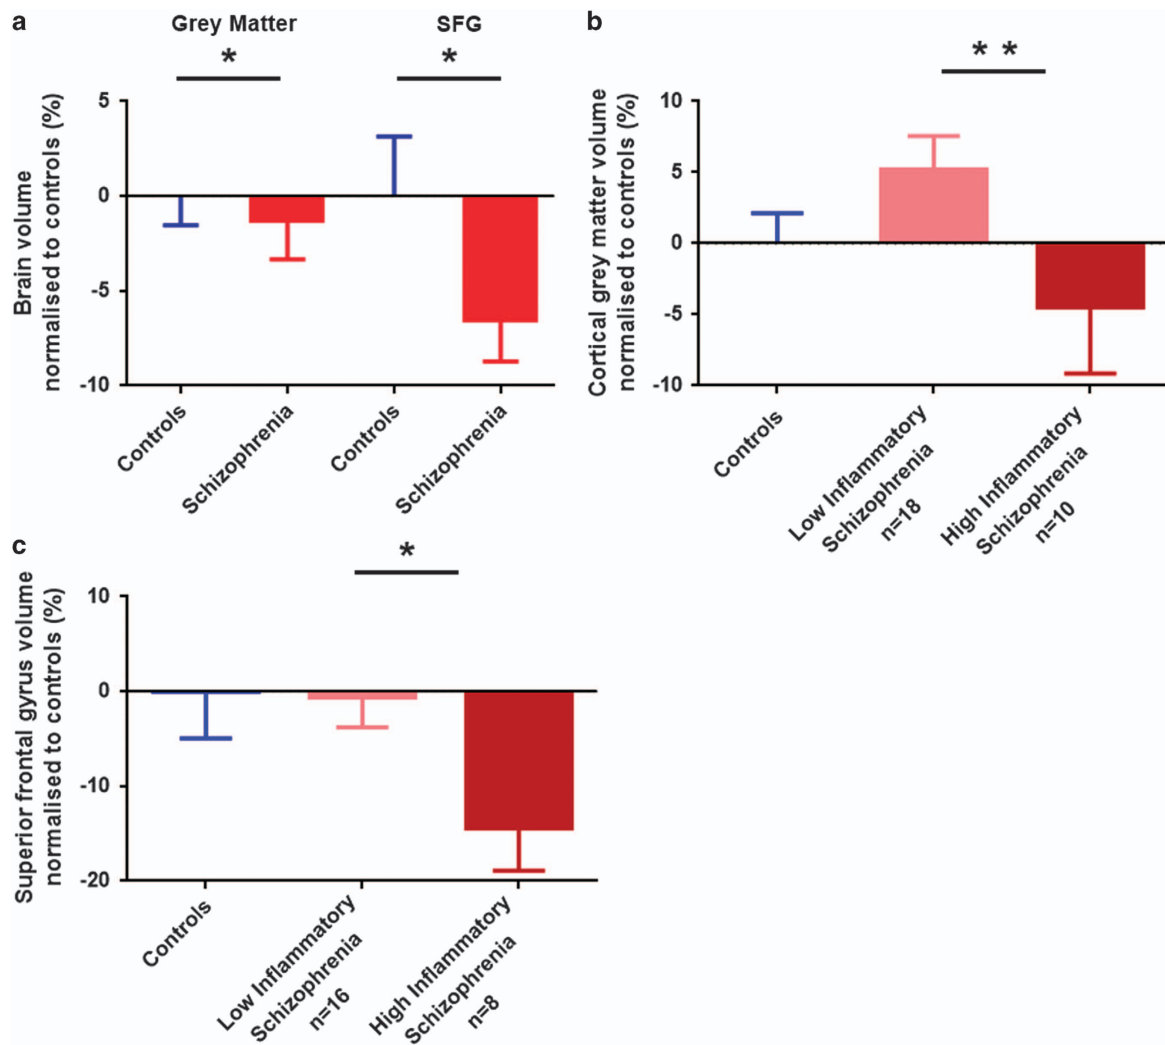 a
Grey Matter
SFG
*
*
Brain volume
normalised to controls (%)
5
0
-5
-10
Controls
Schizophrenia
Controls
Schizophrenia
b
* *
Cortical grey matter volume
normalised to controls (%)
10
5
0
-5
-10
Controls
Low Inflammatory
Schizophrenia
n=18
High Inflammatory
Schizophrenia
n=10
c
*
Superior frontal gyrus volume
normalised to controls (%)
10
0
-10
-20
Controls
Low Inflammatory
Schizophrenia
n=16
High Inflammatory
Schizophrenia
n=8